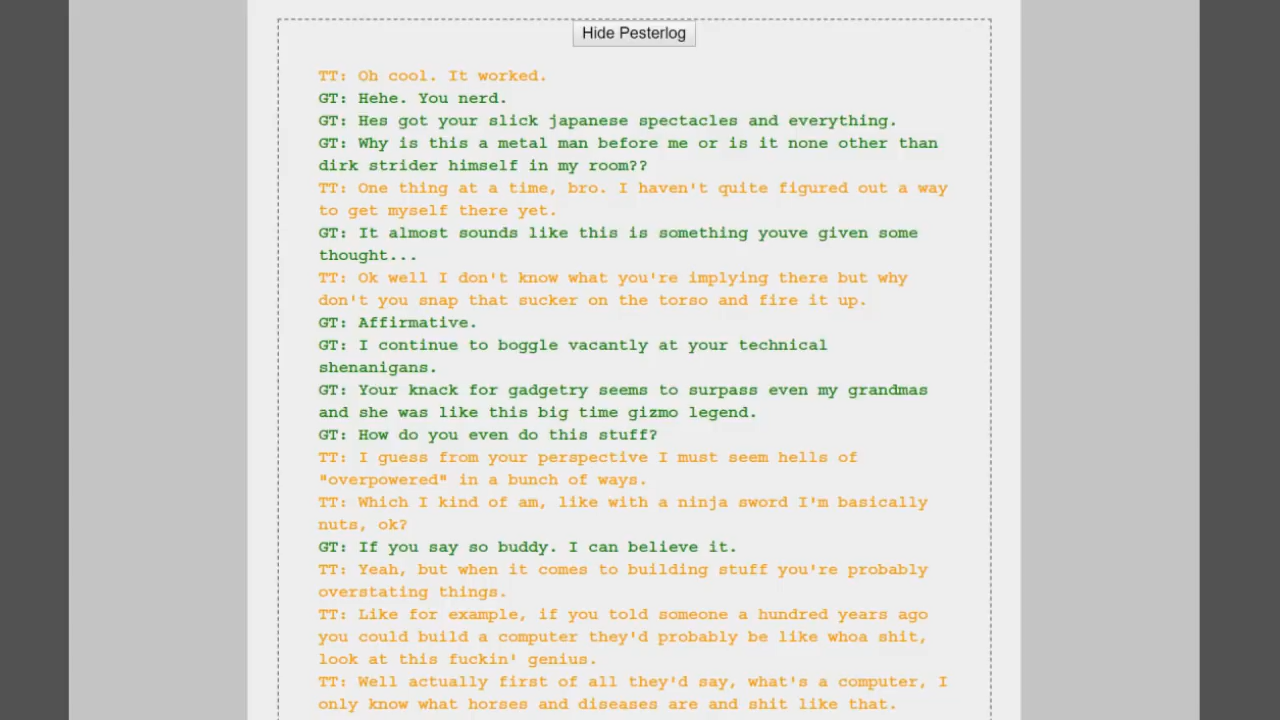 Hide Pesterlog
TT: Oh cool. It worked.
GT: Hehe. You nerd.
GT: Hes got your slick japanese spectacles and everything.
GT: Why is this a metal man before me or is it none other than
dirk strider himself in my room??
TT: One thing at a time, bro. I haven't quite figured out a way
to get myself there yet.
GT: It almost sounds like this is something youve given some
thought...
TT: Ok well I don't know what you're implying there but why
don't you snap that sucker on the torso and fire it up.
GT: Affirmative.
GT: I continue to boggle vacantly at your technical
shenanigans.
GT: Your knack for gadgetry seems to surpass even my grandmas
and she was like this big time gizmo legend.
GT: How do you even do this stuff?
TT: I guess from your perspective I must seem hells of
"overpowered" in a bunch of ways.
TT: Which I kind of am, like with a ninja sword I'm basically
nuts, ok?
GT: If you say so buddy. I can believe it.
TT: Yeah, but when it comes to building stuff you're probably
overstating things.
TT: Like for example, if you told someone a hundred years ago
you could build a computer they'd probably be like whoa shit,
look at this fuckin' genius.
TT: Well actually first of all they'd say, what's a computer, I
only know what horses and diseases are and shit like that.